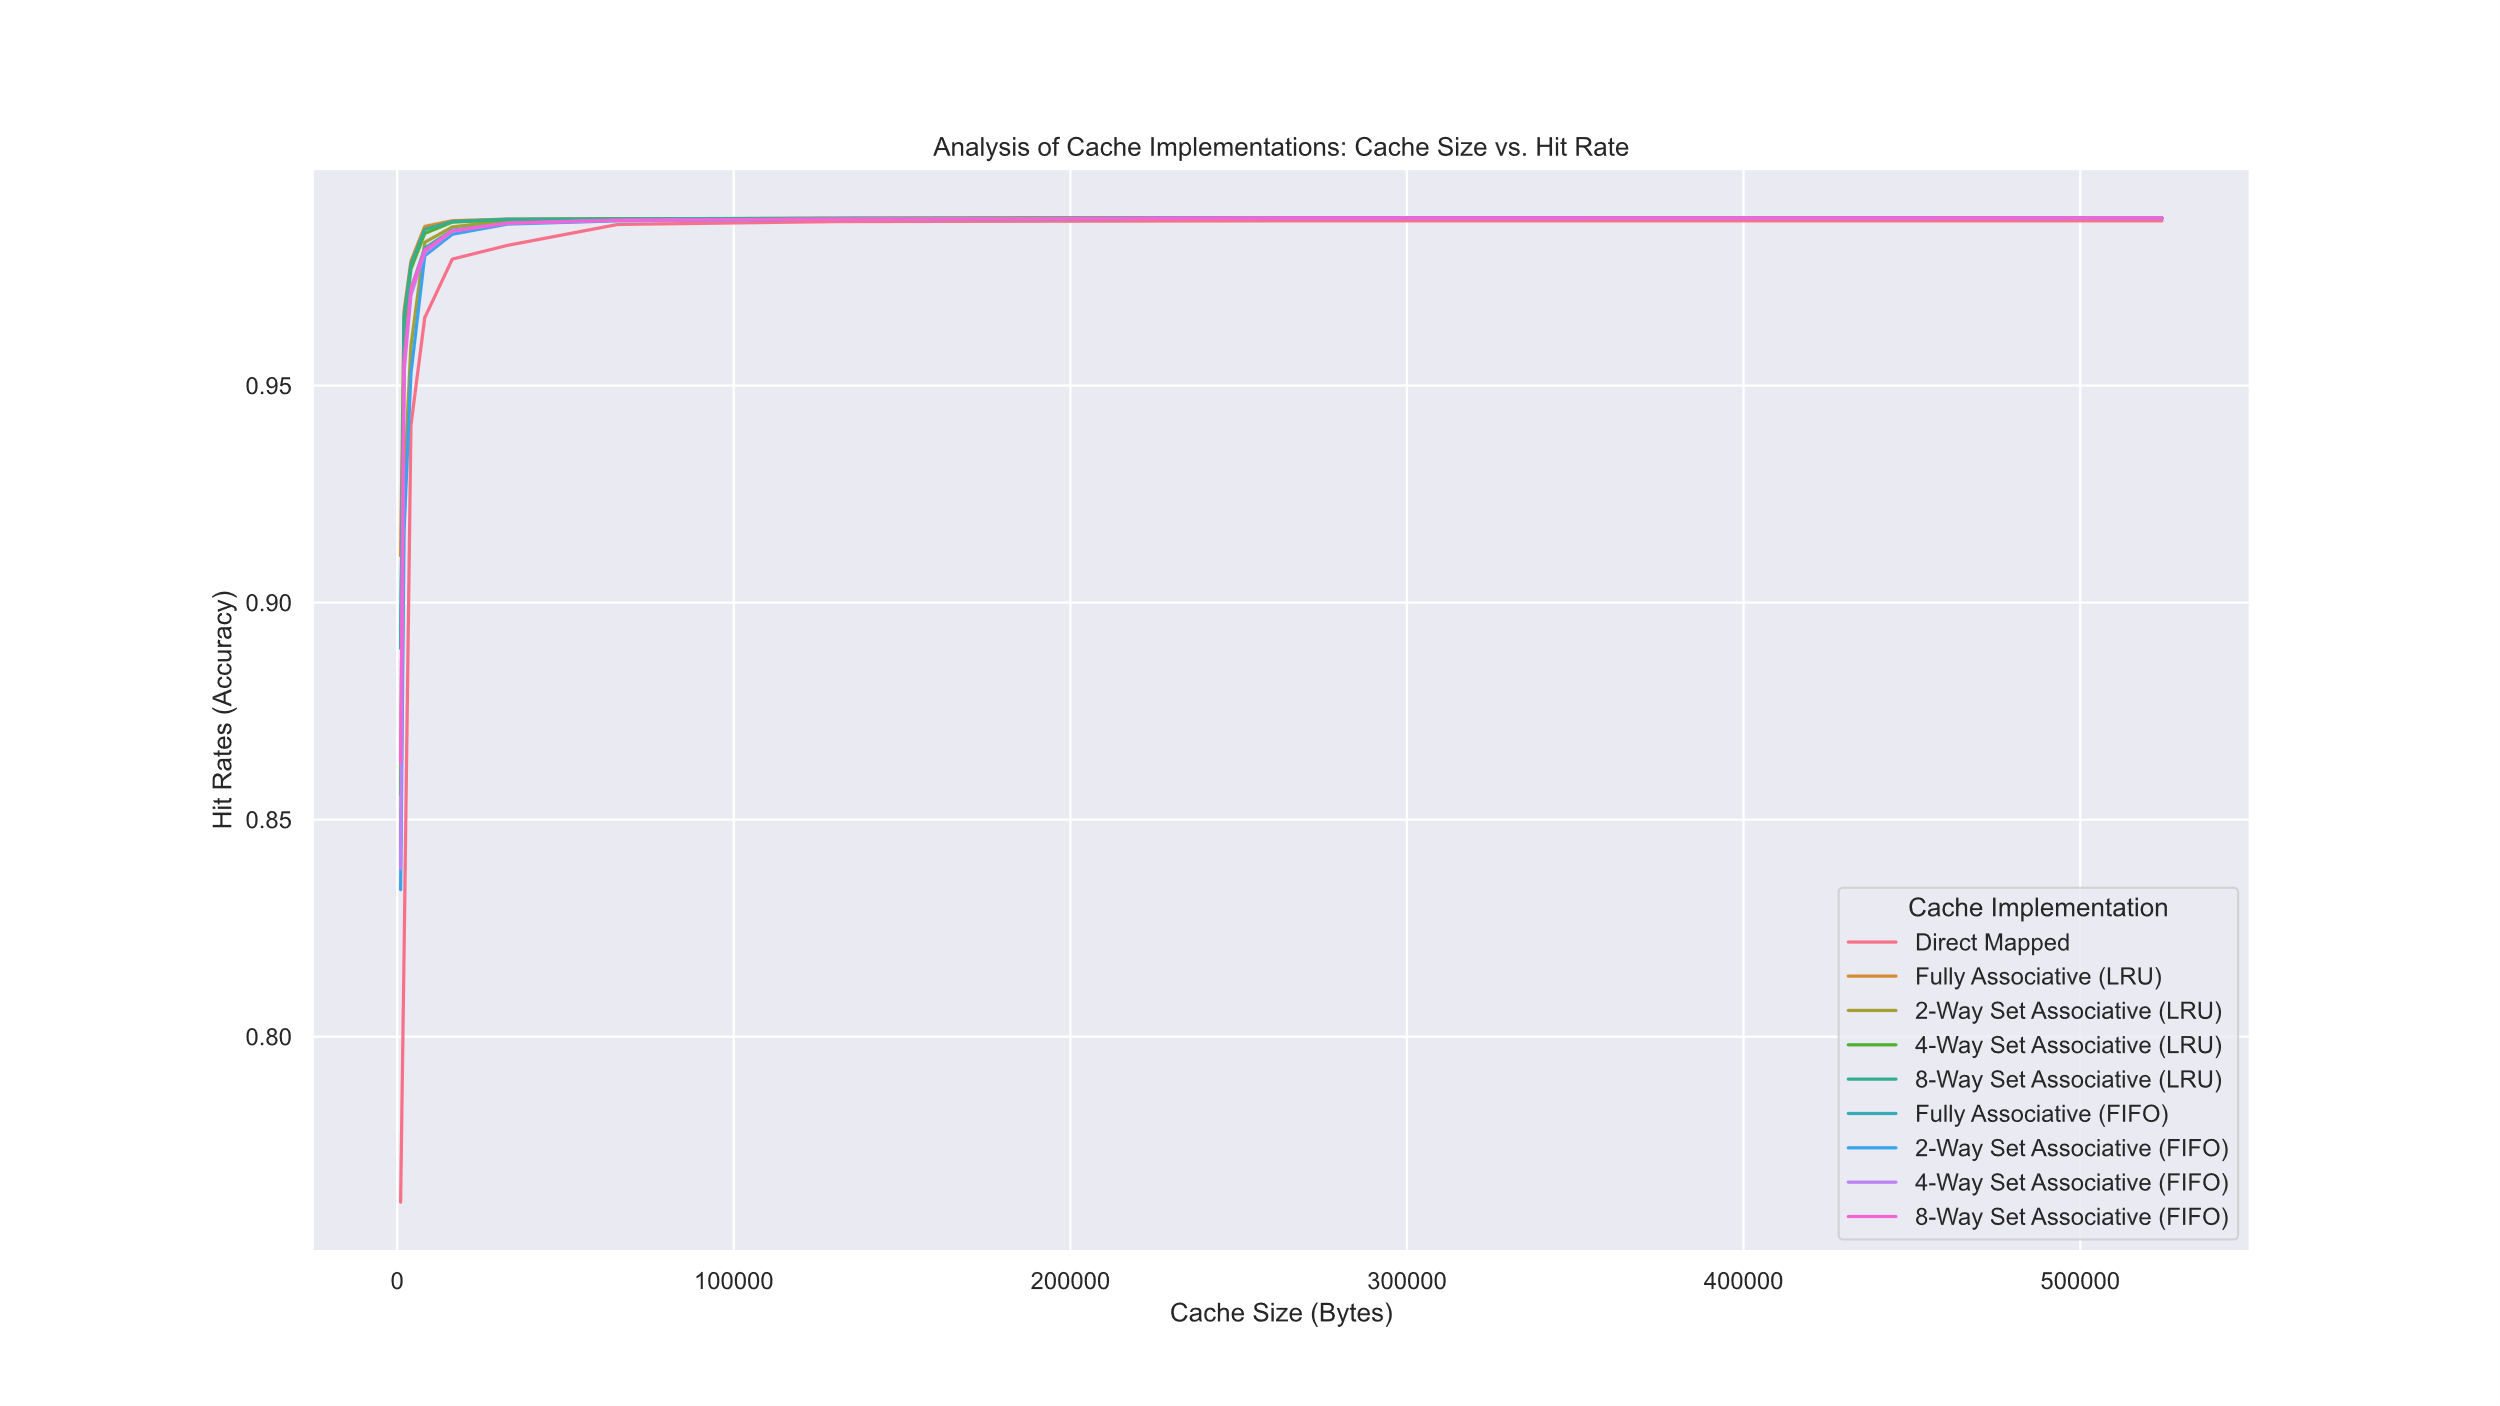 Analysis of Cache Implementations: Cache Size vs. Hit Rate
Hit Rates (Accuracy)
0.95
0.90
0.85
0.80
0
100000
200000
300000
400000
500000
Cache Size (Bytes)
Cache Implementation
Direct Mapped
Fully Associative (LRU)
2-Way Set Associative (LRU)
4-Way Set Associative (LRU)
8-Way Set Associative (LRU)
Fully Associative (FIFO)
2-Way Set Associative (FIFO)
4-Way Set Associative (FIFO)
8-Way Set Associative (FIFO)